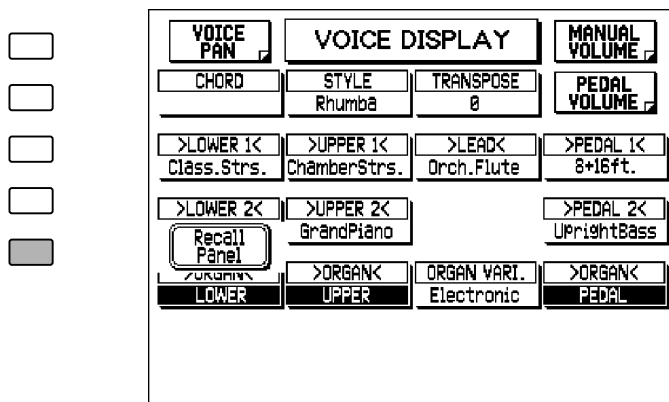 VOICE PAN
VOICE DISPLAY
MANUAL VOLUME
CHORD
STYLE
Rhumba
TRANSPOSE
0
PEDAL VOLUME
>LOWER 1<
Class.Strs.
>UPPER 1<
ChamberStrs.
>LEAD<
Orch.Flute
>PEDAL 1<
8+16ft.
>LOWER 2<
>UPPER 2<
GrandPiano
>PEDAL 2<
UprightBass
Recall
Panel
>ORGAN<
LOWER
>ORGAN<
UPPER
ORGAN VARI.
Electronic
>ORGAN<
PEDAL